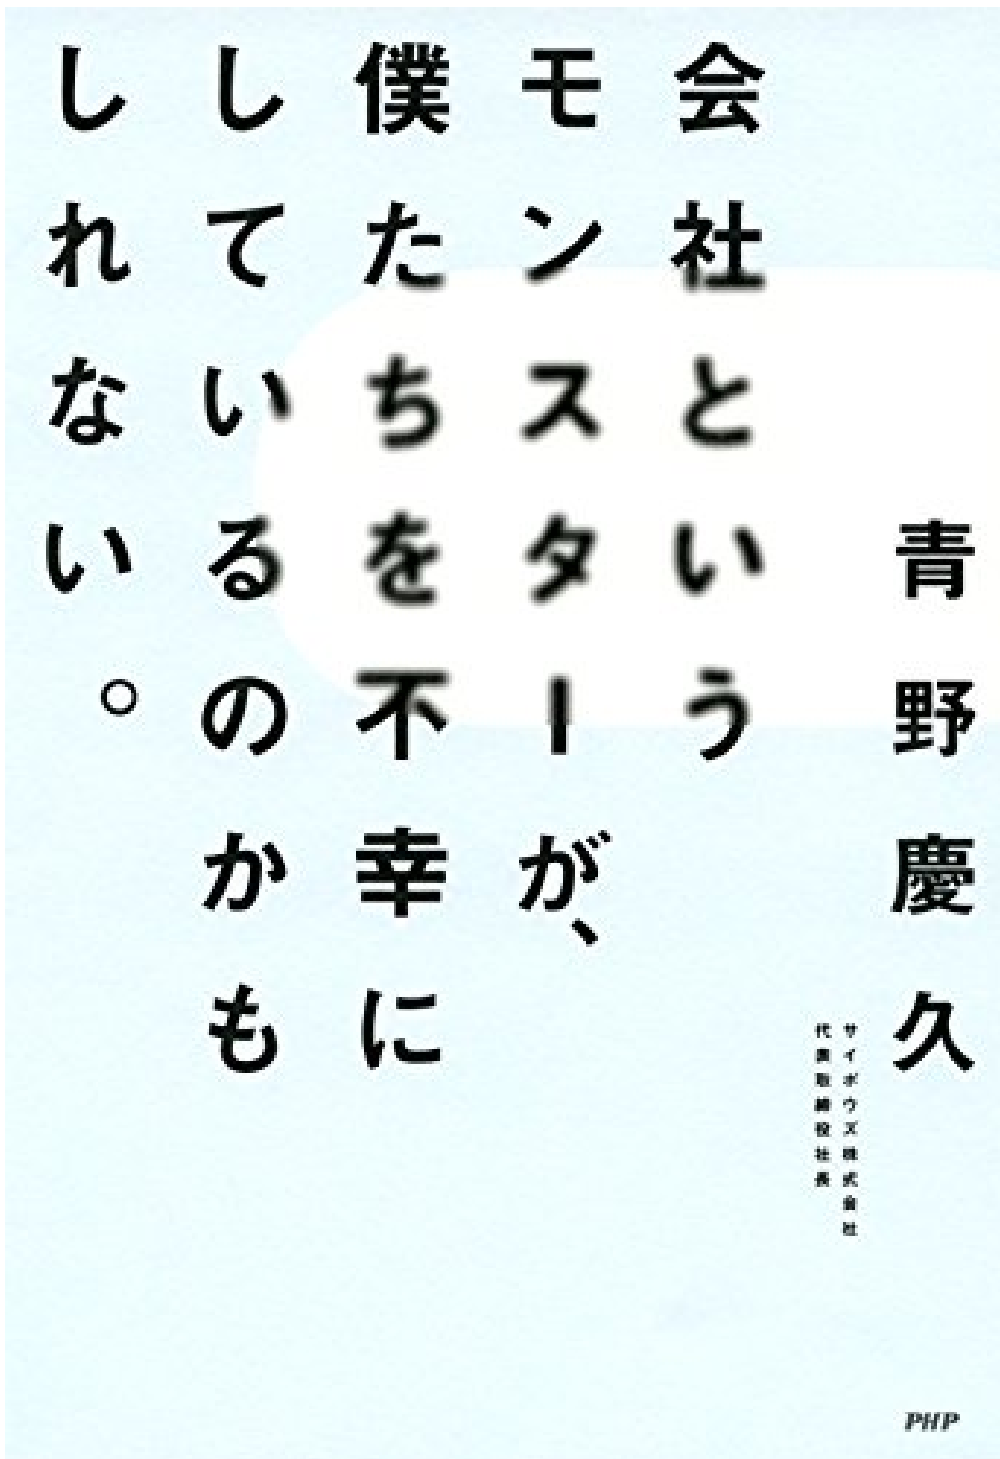 青野慶久
サイボウズ株式会社
代表取締役社長
会社という
モンスターが、
僕たちを不幸に
しているのかも
しれない。
PHP